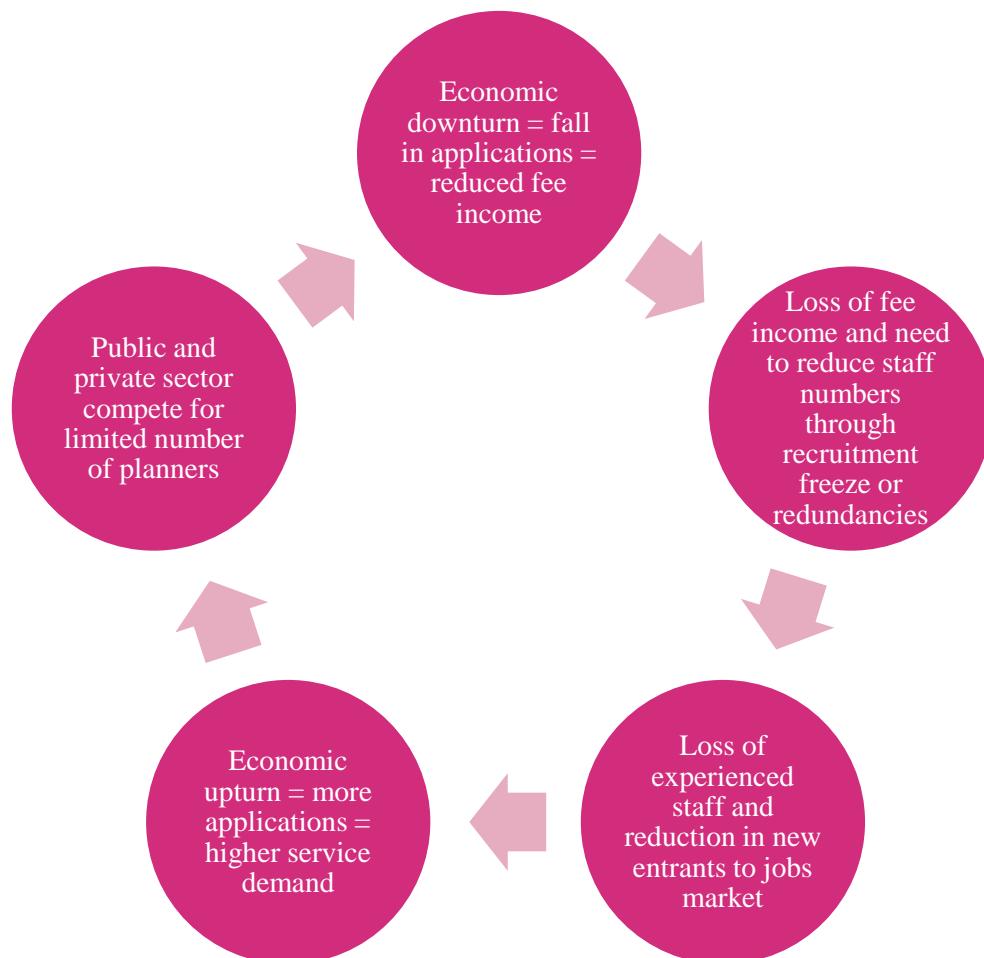 Economic
downturn = fall
in applications =
reduced fee
income
Loss of fee
income and need
to reduce staff
numbers
through
recruitment
freeze or
redundancies
Loss of
experienced
staff and
reduction in new
entrants to jobs
market
Economic
upturn = more
applications =
higher service
demand
Public and
private sector
compete for
limited number
of planners